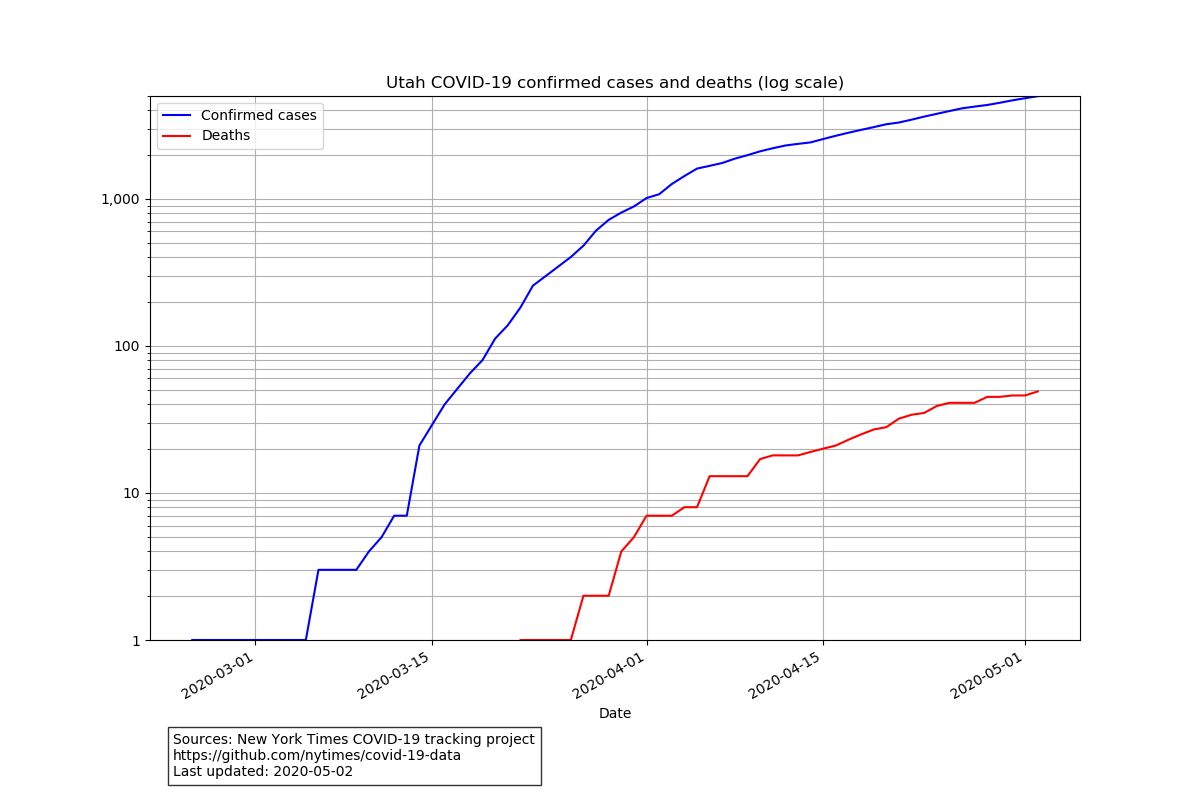 Utah COVID-19 confirmed cases and deaths (log scale)
Confirmed cases
Deaths
1,000
100
10
1
2020-03-01
2020-03-15
2020-04-01
2020-04-15
2020-05-01
Date
Sources: New York Times COVID-19 tracking project
https://github.com/nytimes/covid-19-data
Last updated: 2020-05-02